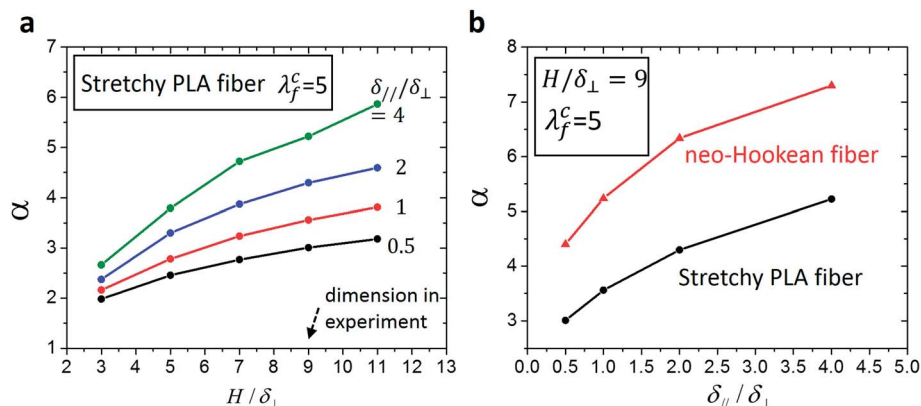 a
7
6
5
4
3
2
1
α
Stretchy PLA fiber λ_f^c=5
δ_///δ_⊥
= 4
2
1
0.5
dimension in
experiment
2 3 4 5 6 7 8 9 10 11 12 13
H/δ_⊥
b
8
7
6
5
4
3
α
H/δ_⊥ = 9
λ_f^c=5
neo-Hookean fiber
Stretchy PLA fiber
0.0 0.5 1.0 1.5 2.0 2.5 3.0 3.5 4.0 4.5 5.0
δ_///δ_⊥